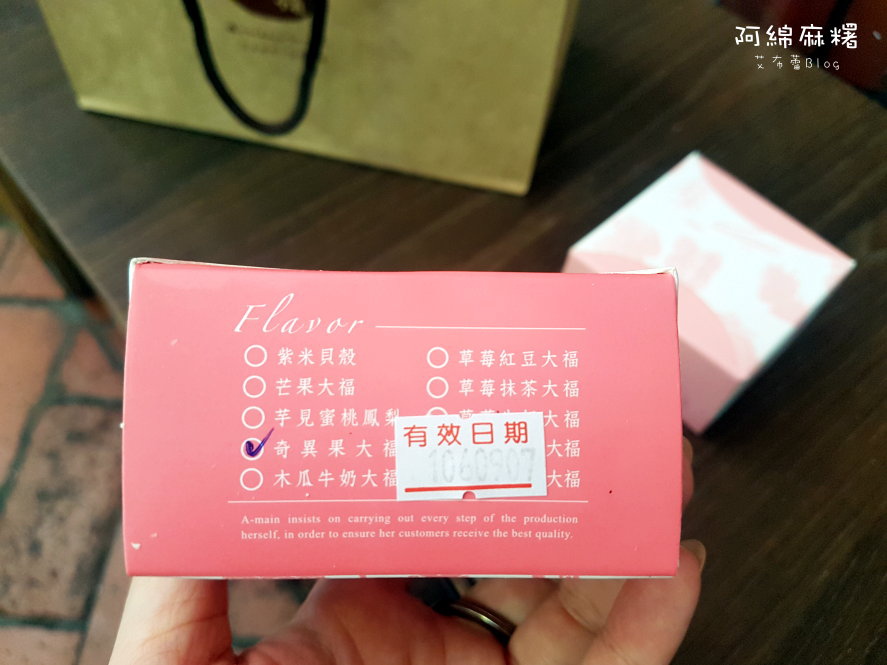 阿綿麻糬
艾布蕾Blog
Flavor
紫米貝殼
芒果大福
芋見蜜桃鳳梨
奇異果大福
木瓜牛奶大福
草莓紅豆大福
草莓抹茶大福
大福
大福
大福
有效日期
1060907
A-main insists on carrying out every step of the production
herself, in order to ensure her customers receive the best quality.